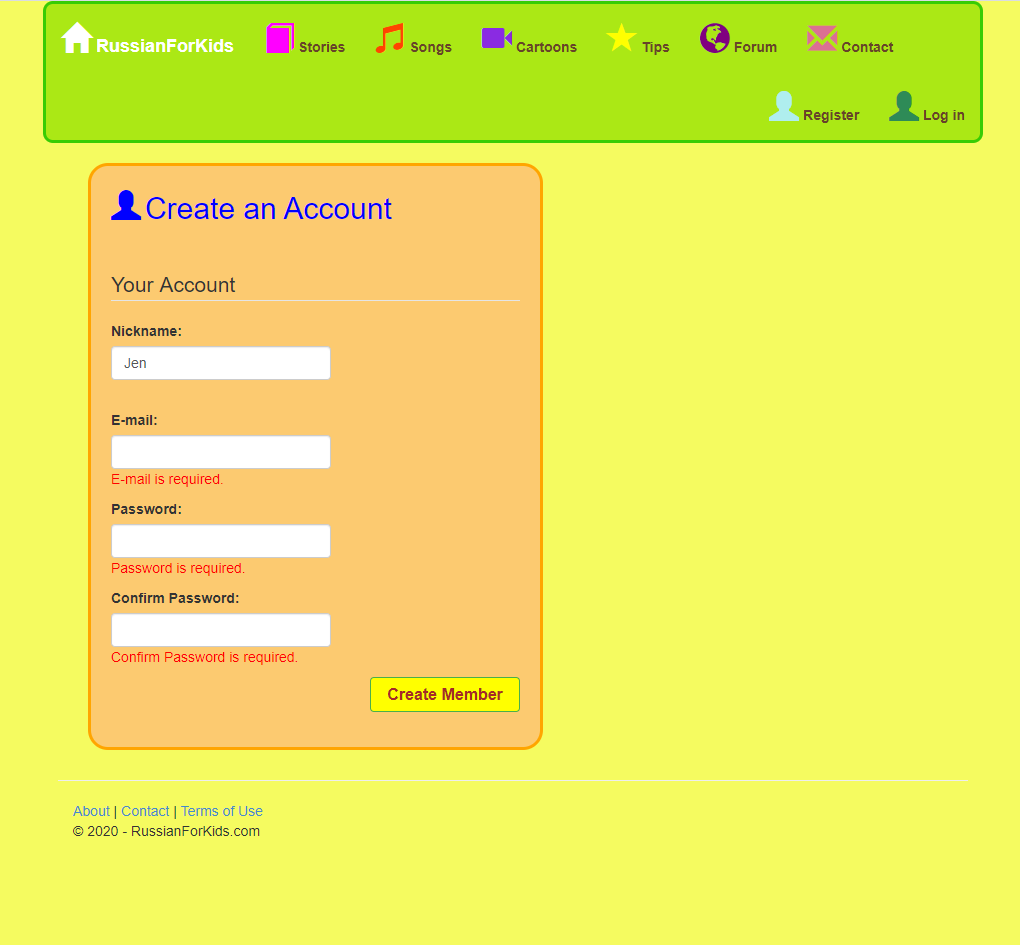 RussianForKids Stories Songs Cartoons Tips Forum Contact
Register Log in
Create an Account
Your Account
Nickname:
Jen
E-mail:
E-mail is required.
Password:
Password is required.
Confirm Password:
Confirm Password is required.
Create Member
About | Contact | Terms of Use
© 2020 - RussianForKids.com